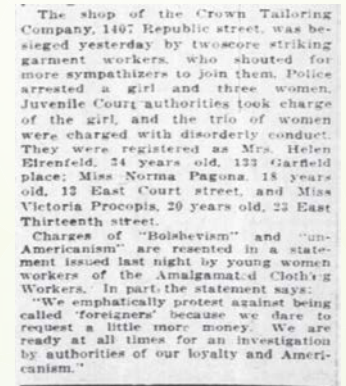 The shop of the Crown Tailoring
Company, 1407 Republic street, was be-
sieged yesterday by twoscore striking
garment workers, who shouted for
more sympathizers to join them. Police
arrested a girl and three women.
Juvenile Court authorities took charge
of the girl, and the trio of women
were charged with disorderly conduct.
They were registered as Mrs. Helen
Eirenfeld, 24 years old, 133 Garfield
place; Miss Norma Pagona, 18 years
old, 12 East Court street, and Miss
Victoria Procopis, 20 years old, 23 East
Thirteenth street.
Charges of "Bolshevism" and "un-
Americanism" are resented in a state-
ment issued last night by young women
workers of the Amalgamated Clothing
Workers. In part, the statement says:
"We emphatically protest against being
called 'foreigners' because we dare to
request a little more money. We are
ready at all times for an investigation
by authorities of our loyalty and Ameri-
canism."